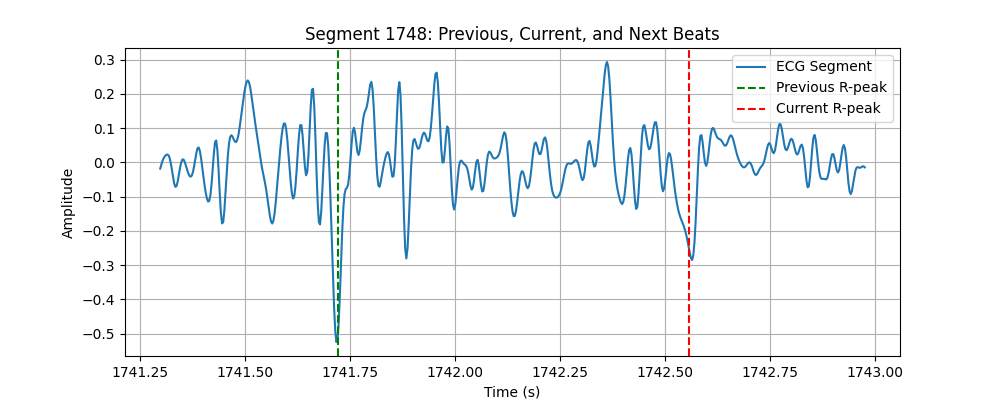 Segment 1748: Previous, Current, and Next Beats
0.3
0.2
0.1
0.0
−0.1
−0.2
−0.3
−0.4
−0.5
Amplitude
ECG Segment
Previous R-peak
Current R-peak
1741.25 1741.50 1741.75 1742.00 1742.25 1742.50 1742.75 1743.00
Time (s)